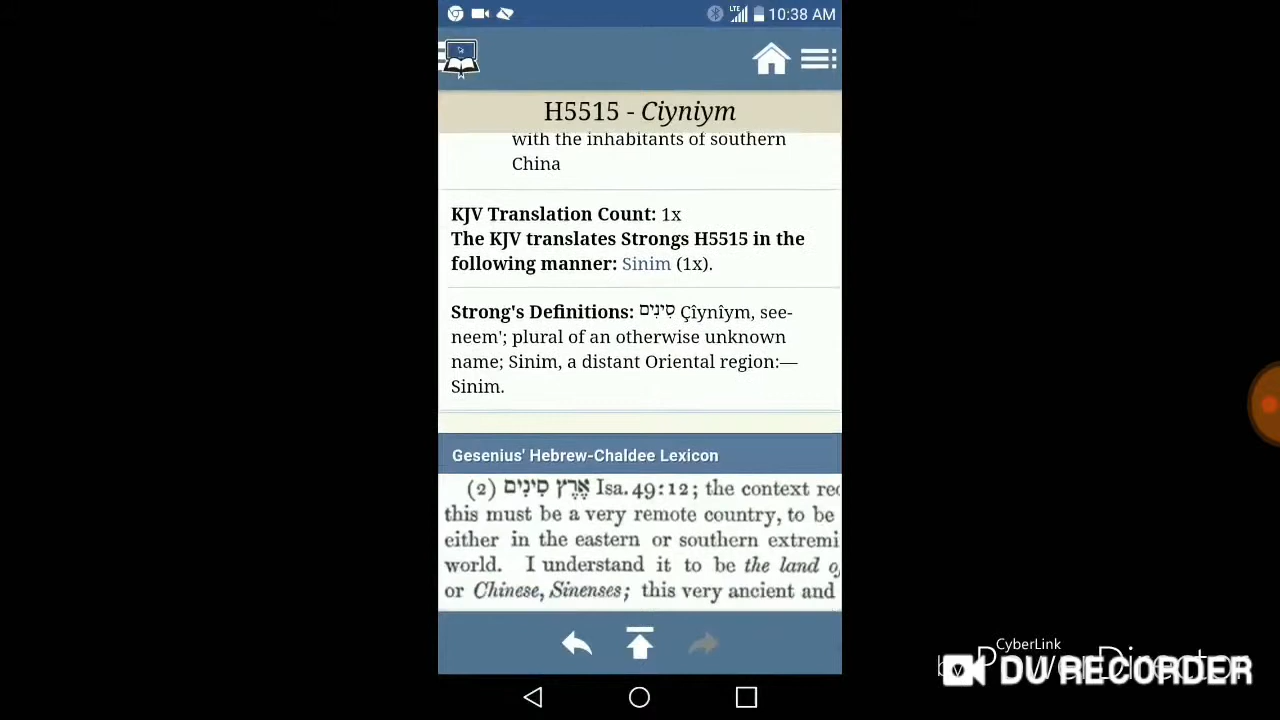 LTE 10:38 AM
H5515 - Ciyniym
with the inhabitants of southern
China
KJV Translation Count: 1x
The KJV translates Strongs H5515 in the
following manner: Sinim (1x).
Strong's Definitions: סִינִים Çîynîym, see-
neem'; plural of an otherwise unknown
name; Sinim, a distant Oriental region:—
Sinim.
Gesenius' Hebrew-Chaldee Lexicon
(2) אֶרֶץ סִינִים Isa. 49:12; the context
this must be a very remote country, to be
either in the eastern or southern
world. I understand it to be the land
or Chinese, Sinenses; this very ancient and
CyberLink
by PowerDirector
DU RECORDER